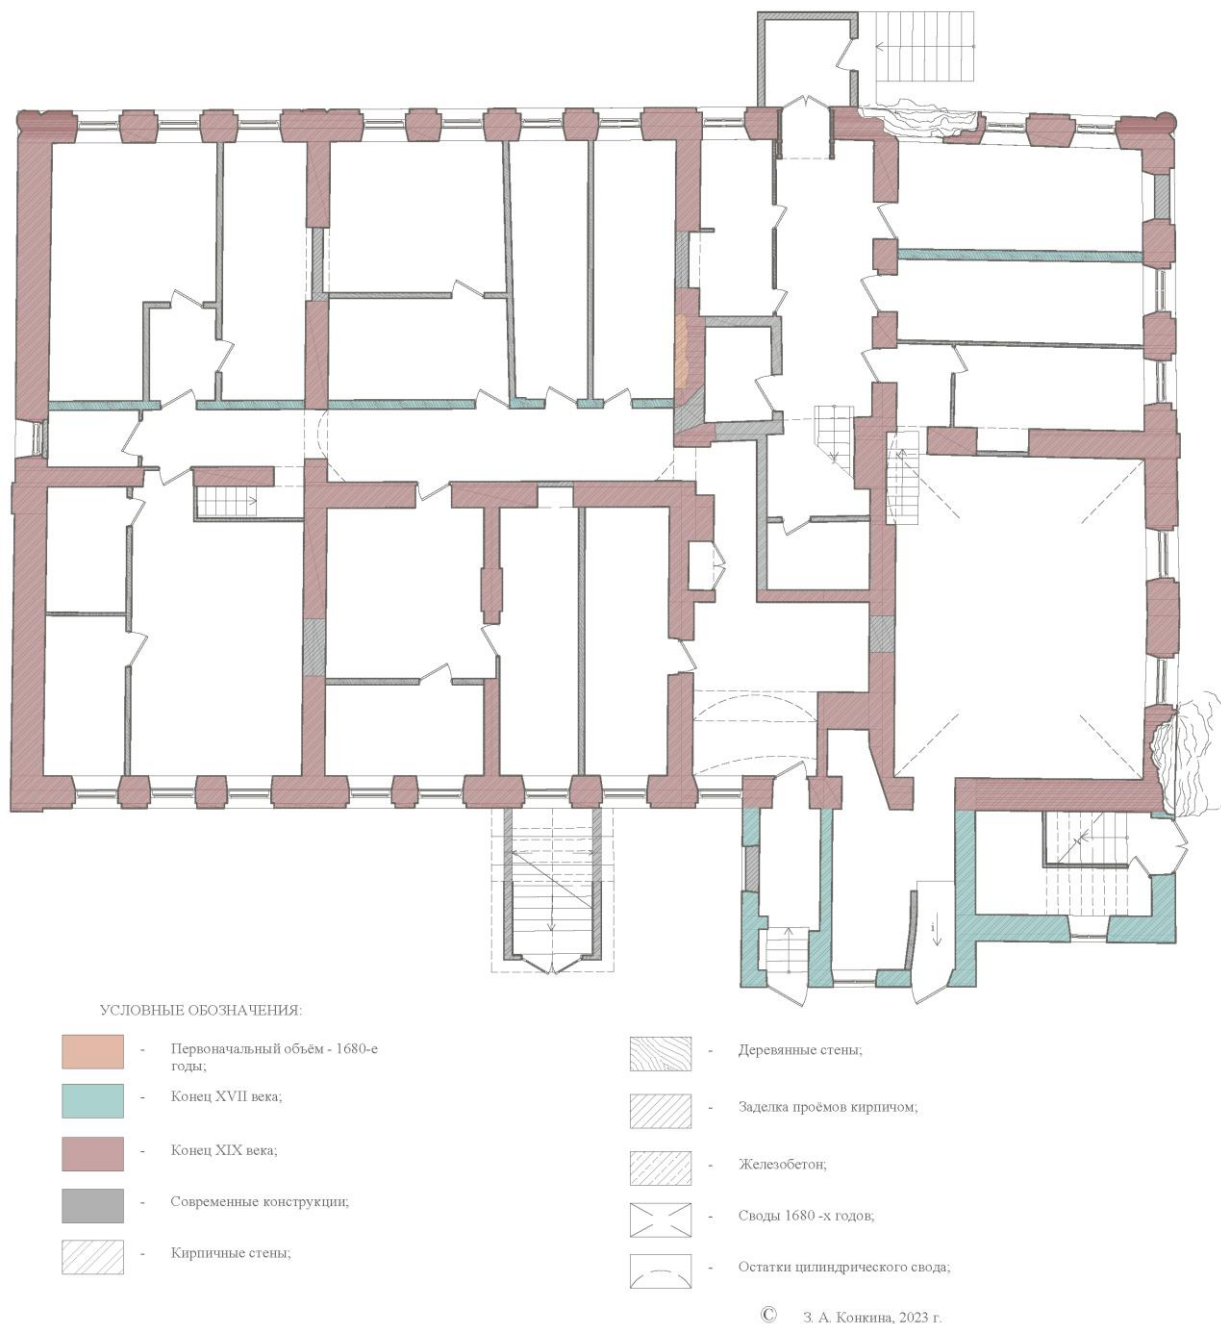 УСЛОВНЫЕ ОБОЗНАЧЕНИЯ:
- Первоначальный объём - 1680-е
годы;
- Конец XVII века;
- Конец XIX века;
- Современные конструкции;
- Кирпичные стены;
- Деревянные стены;
- Заделка проёмов кирпичом;
- Железобетон;
- Своды 1680 -х годов;
- Остатки цилиндрического свода;
© З. А. Конкина, 2023 г.